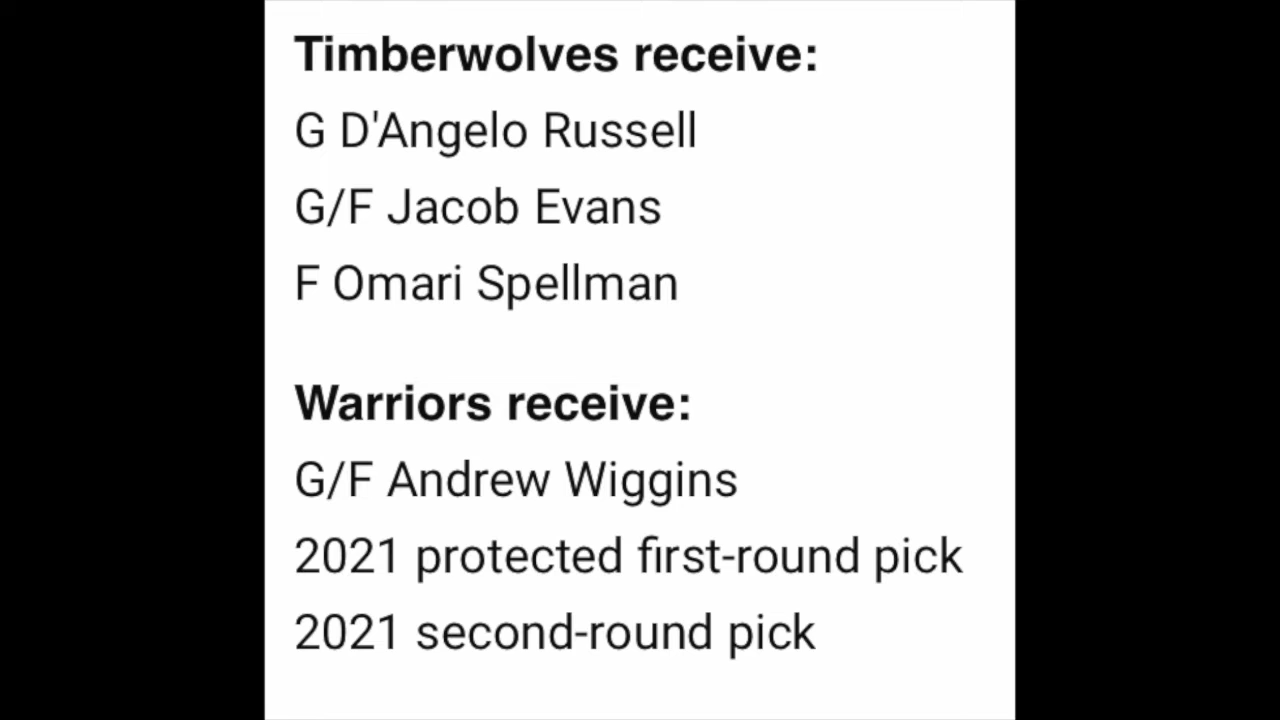 Timberwolves receive:
G D'Angelo Russell
G/F Jacob Evans
F Omari Spellman
Warriors receive:
G/F Andrew Wiggins
2021 protected first-round pick
2021 second-round pick